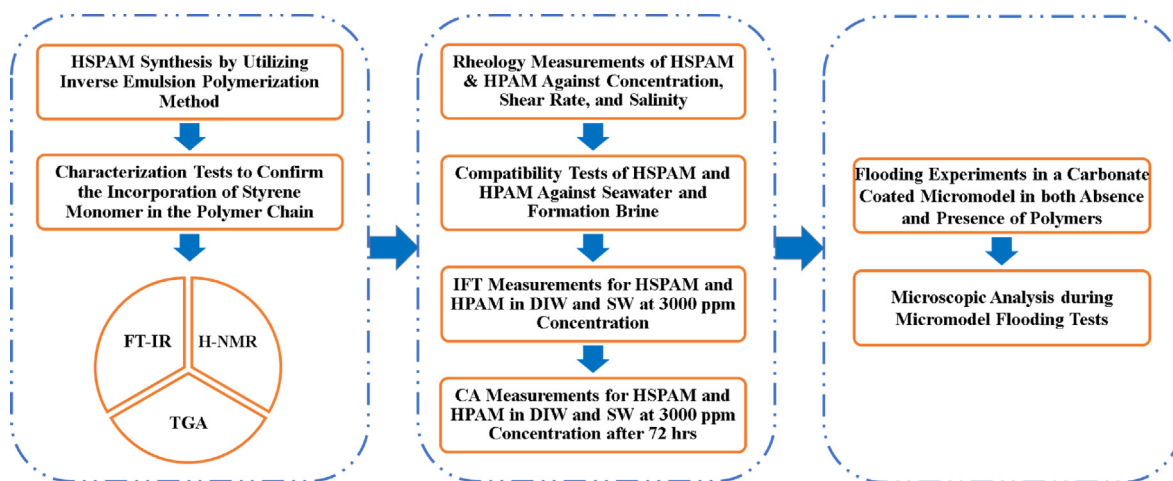 HSPAM Synthesis by Utilizing
Inverse Emulsion Polymerization
Method
Characterization Tests to Confirm
the Incorporation of Styrene
Monomer in the Polymer Chain
FT-IR
H-NMR
TGA
Rheology Measurements of HSPAM
& HPAM Against Concentration,
Shear Rate, and Salinity
Compatibility Tests of HSPAM and
HPAM Against Seawater and
Formation Brine
IFT Measurements for HSPAM and
HPAM in DIW and SW at 3000 ppm
Concentration
CA Measurements for HSPAM and
HPAM in DIW and SW at 3000 ppm
Concentration after 72 hrs
Flooding Experiments in a Carbonate
Coated Micromodel in both Absence
and Presence of Polymers
Microscopic Analysis during
Micromodel Flooding Tests